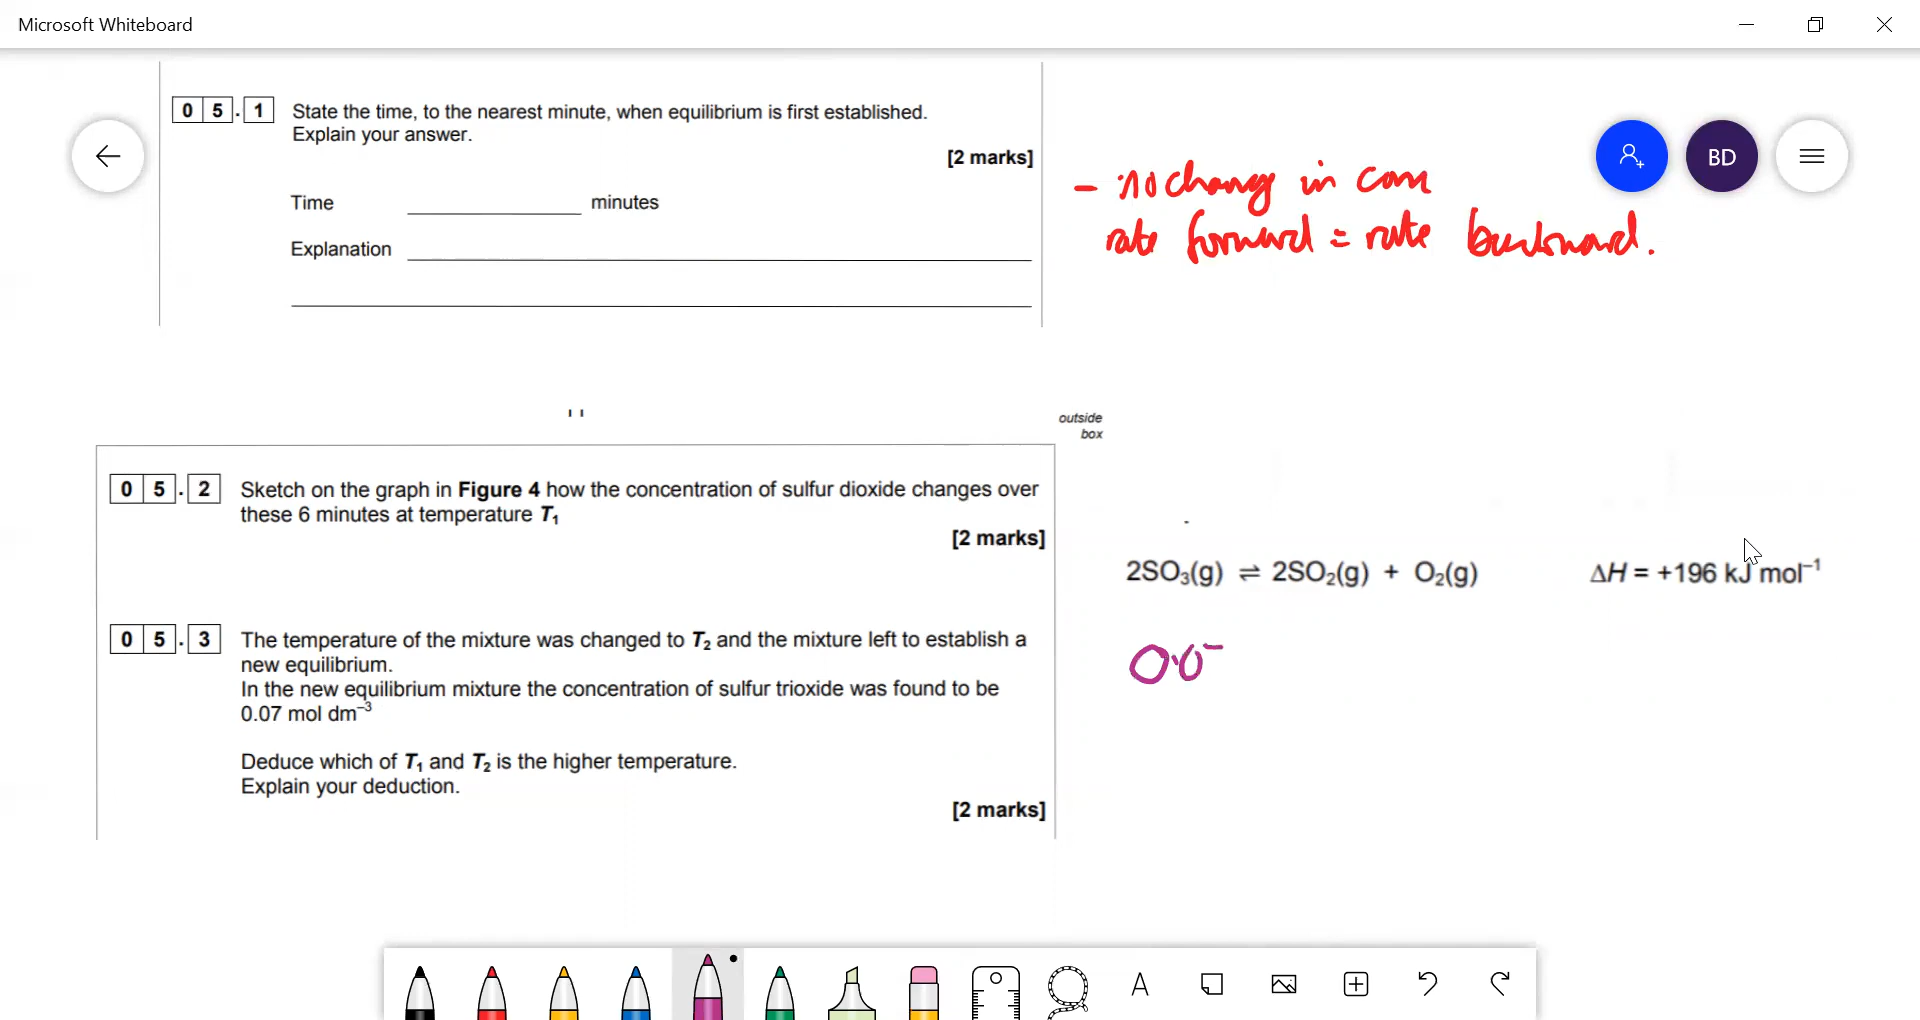 Microsoft Whiteboard
0 5 . 1 State the time, to the nearest minute, when equilibrium is first established.
Explain your answer.
[2 marks]
Time ____________ minutes
Explanation ____________
- no change in conc
rate forward = rate backward.
BD
outside
box
0 5 . 2 Sketch on the graph in Figure 4 how the concentration of sulfur dioxide changes over
these 6 minutes at temperature T₁
[2 marks]
2SO₃(g) ⇌ 2SO₂(g) + O₂(g) ΔH = +196 kJ mol⁻¹
0 5 . 3 The temperature of the mixture was changed to T₂ and the mixture left to establish a
new equilibrium.
In the new equilibrium mixture the concentration of sulfur trioxide was found to be
0.07 mol dm⁻³
Deduce which of T₁ and T₂ is the higher temperature.
Explain your deduction.
[2 marks]
A